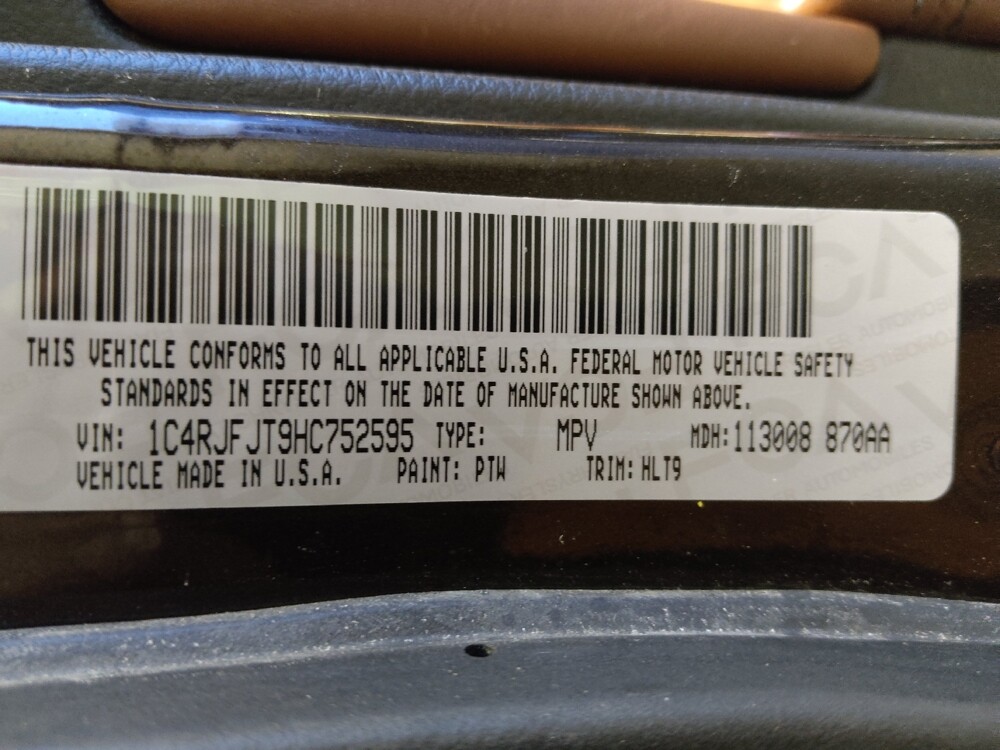 THIS VEHICLE CONFORMS TO ALL APPLICABLE U.S.A. FEDERAL MOTOR VEHICLE SAFETY
STANDARDS IN EFFECT ON THE DATE OF MANUFACTURE SHOWN ABOVE.
VIN: 1C4RJFJT9HC752595 TYPE: MPV MDH:113008 870AA
VEHICLE MADE IN U.S.A. PAINT: PTW TRIM: HLT9